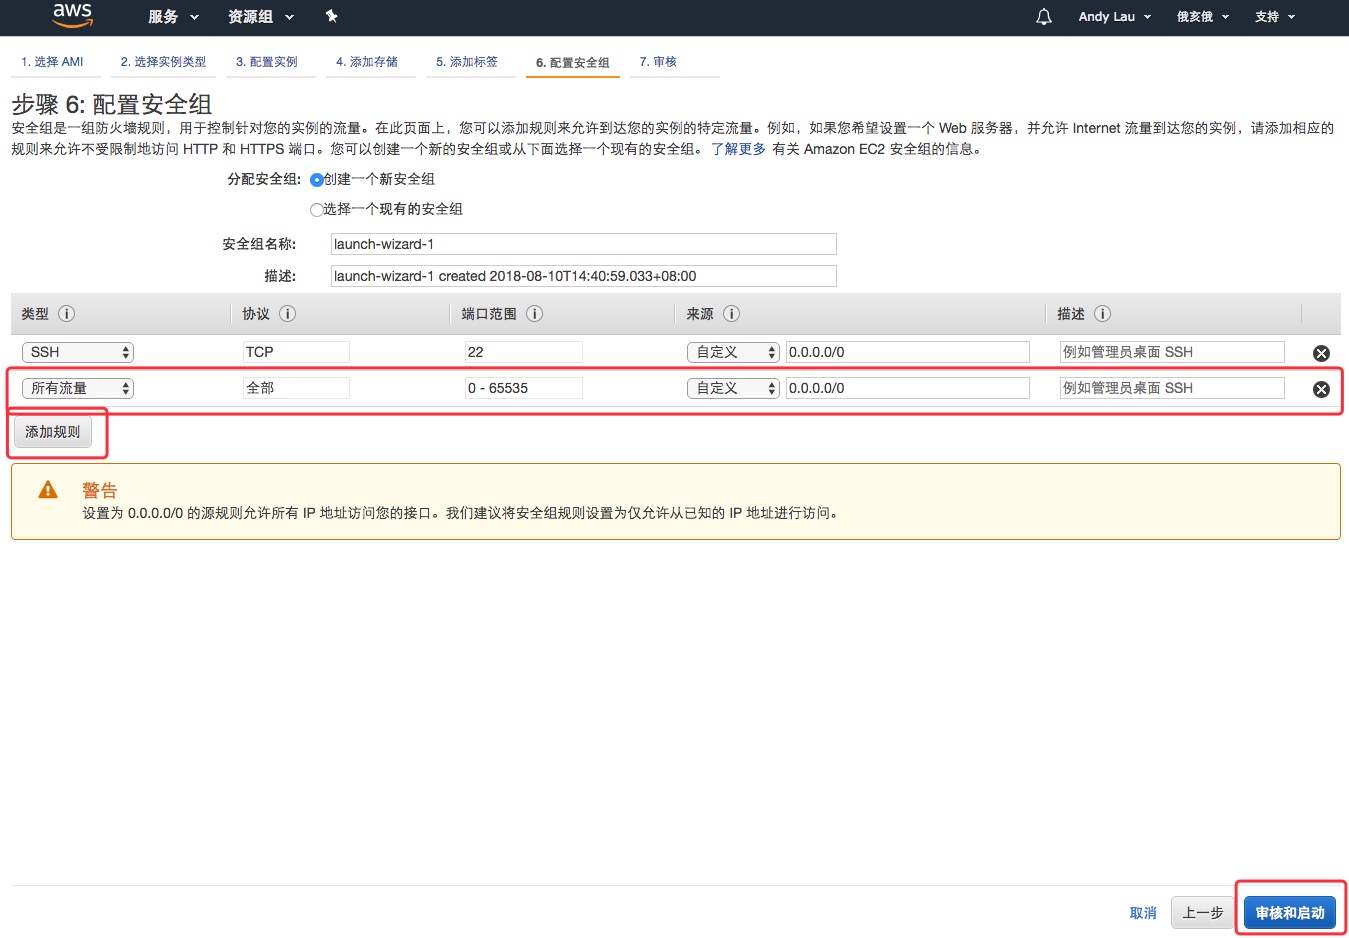 aws 服务 资源组 Andy Lau 俄亥俄 支持
1. 选择 AMI 2. 选择实例类型 3. 配置实例 4. 添加存储 5. 添加标签 6. 配置安全组 7. 审核
步骤 6: 配置安全组
安全组是一组防火墙规则，用于控制针对您的实例的流量。在此页面上，您可以添加规则来允许到达您的实例的特定流量。例如，如果您希望设置一个 Web 服务器，并允许 Internet 流量到达您的实例，请添加相应的
规则来允许不受限制地访问 HTTP 和 HTTPS 端口。您可以创建一个新的安全组或从下面选择一个现有的安全组。 了解更多 有关 Amazon EC2 安全组的信息。
分配安全组: 创建一个新安全组
选择一个现有的安全组
安全组名称: launch-wizard-1
描述: launch-wizard-1 created 2018-08-10T14:40:59.033+08:00
类型 i 协议 i 端口范围 i 来源 i 描述 i
SSH TCP 22 自定义 0.0.0.0/0 例如管理员桌面 SSH
所有流量 全部 0 - 65535 自定义 0.0.0.0/0 例如管理员桌面 SSH
添加规则
警告
设置为 0.0.0.0/0 的源规则允许所有 IP 地址访问您的接口。我们建议将安全组规则设置为仅允许从已知的 IP 地址进行访问。
取消 上一步 审核和启动